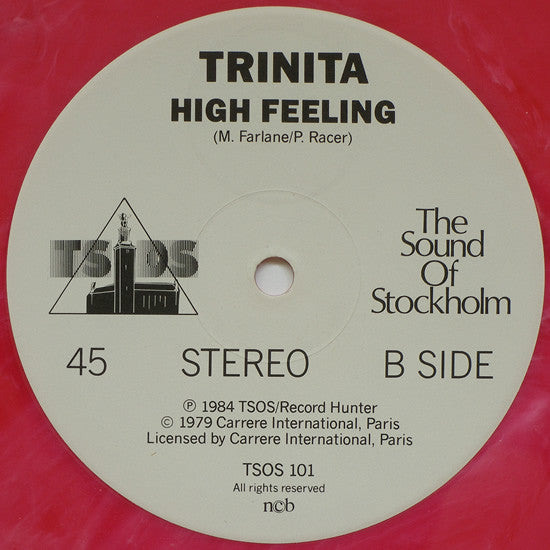 TRINITA
HIGH FEELING
(M. Farlane/P. Racer)
TSOS
The
Sound
Of
Stockholm
45 STEREO B SIDE
℗ 1984 TSOS/Record Hunter
© 1979 Carrere International, Paris
Licensed by Carrere International, Paris
TSOS 101
All rights reserved
ncb